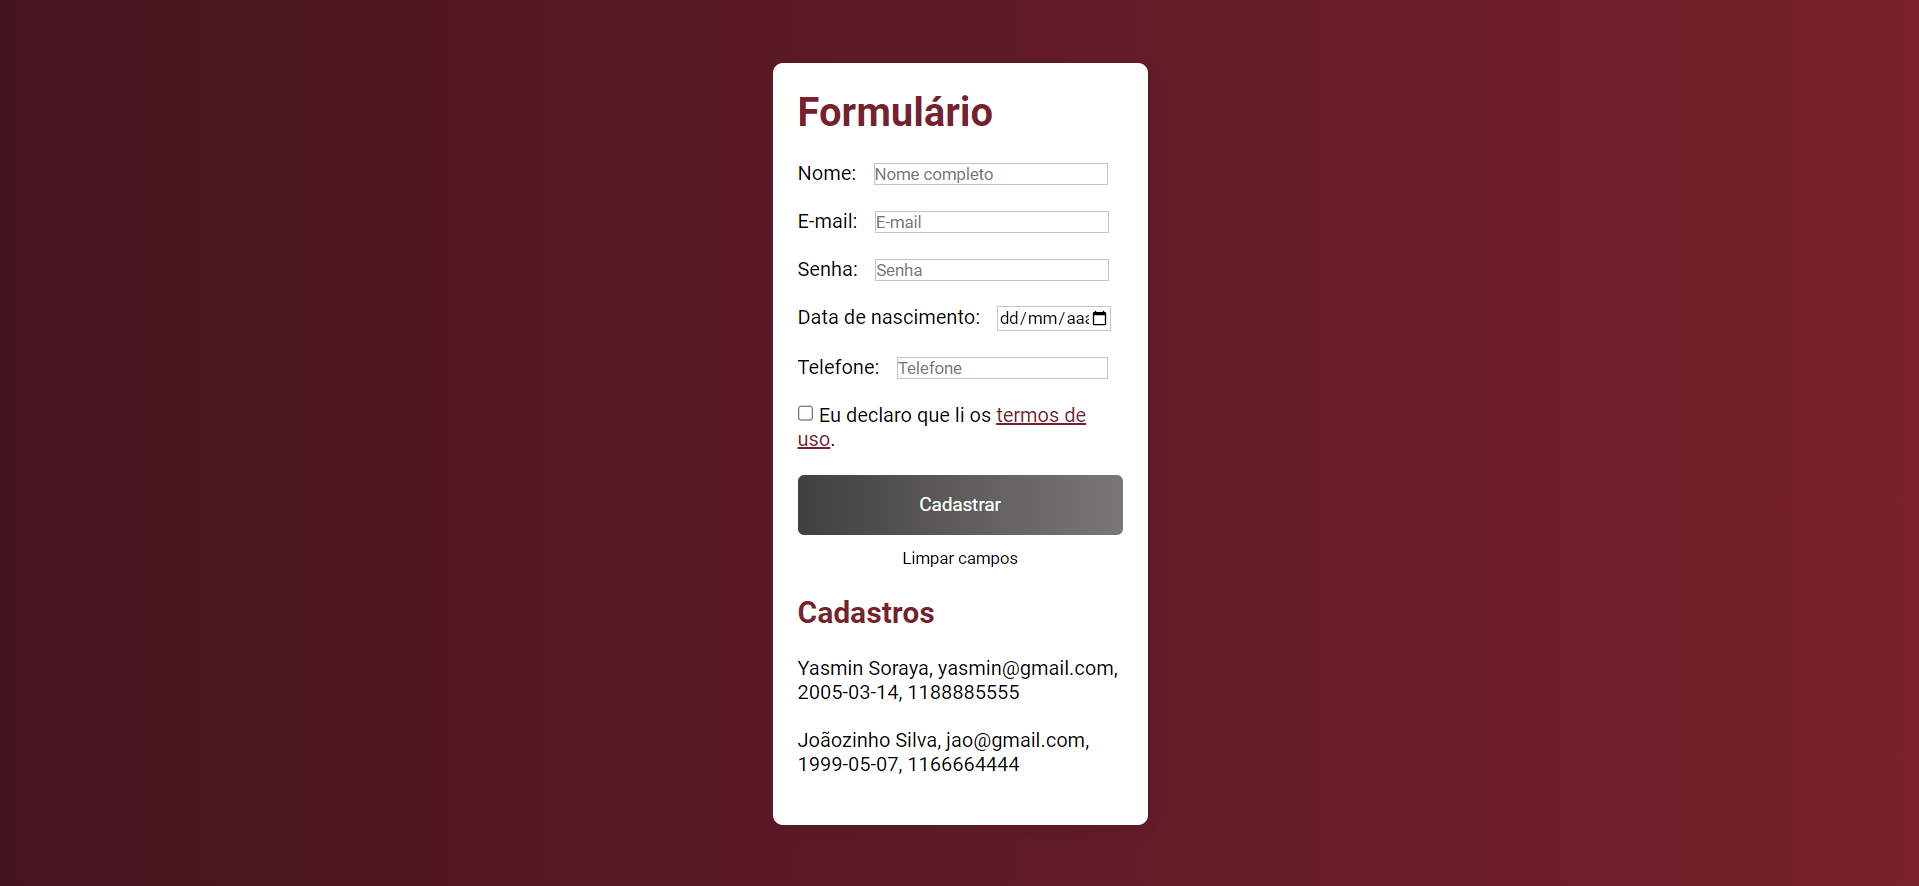 Formulário
Nome: Nome completo
E-mail: E-mail
Senha: Senha
Data de nascimento: dd/mm/aaa
Telefone: Telefone
Eu declaro que li os termos de
uso.
Cadastrar
Limpar campos
Cadastros
Yasmin Soraya, yasmin@gmail.com,
2005-03-14, 1188885555
Joãozinho Silva, jao@gmail.com,
1999-05-07, 1166664444